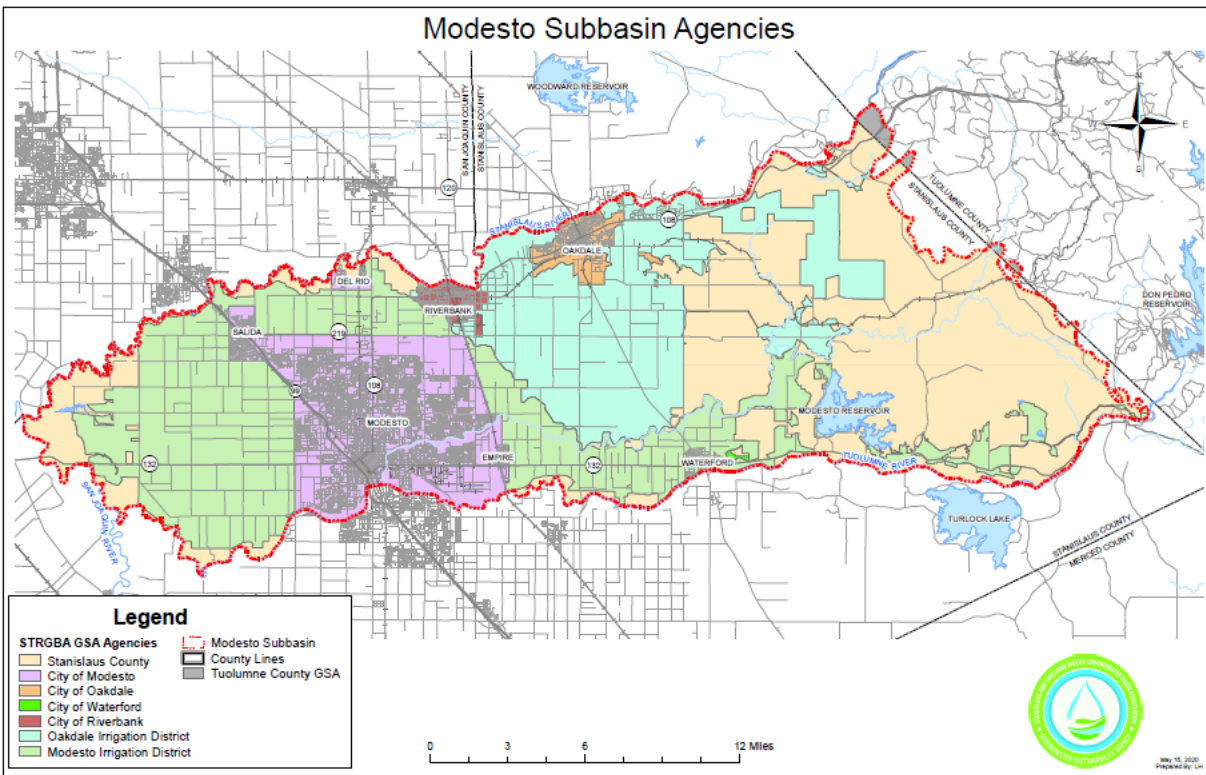 Modesto Subbasin Agencies
WOODWARD RESERVOIR
SAN JOAQUIN COUNTY
STANISLAUS COUNTY
N
W
E
S
120
TUOLUMNE COUNTY
STANISLAUS COUNTY
STANISLAUS RIVER
108
OAKDALE
DEL RIO
RIVERBANK
DON PEDRO
RESERVOIR
SALIDA
219
99
108
MODESTO
MODESTO RESERVOIR
EMPIRE
132
132
WATERFORD
TUOLUMNE RIVER
SAN JOAQUIN RIVER
TURLOCK LAKE
STANISLAUS COUNTY
MERCED COUNTY
Legend
STRGBA GSA Agencies
Stanislaus County
City of Modesto
City of Oakdale
City of Waterford
City of Riverbank
Oakdale Irrigation District
Modesto Irrigation District
Modesto Subbasin
County Lines
Tuolumne County GSA
0 3 6 12 Miles
May 15, 2020
Prepared By: LH